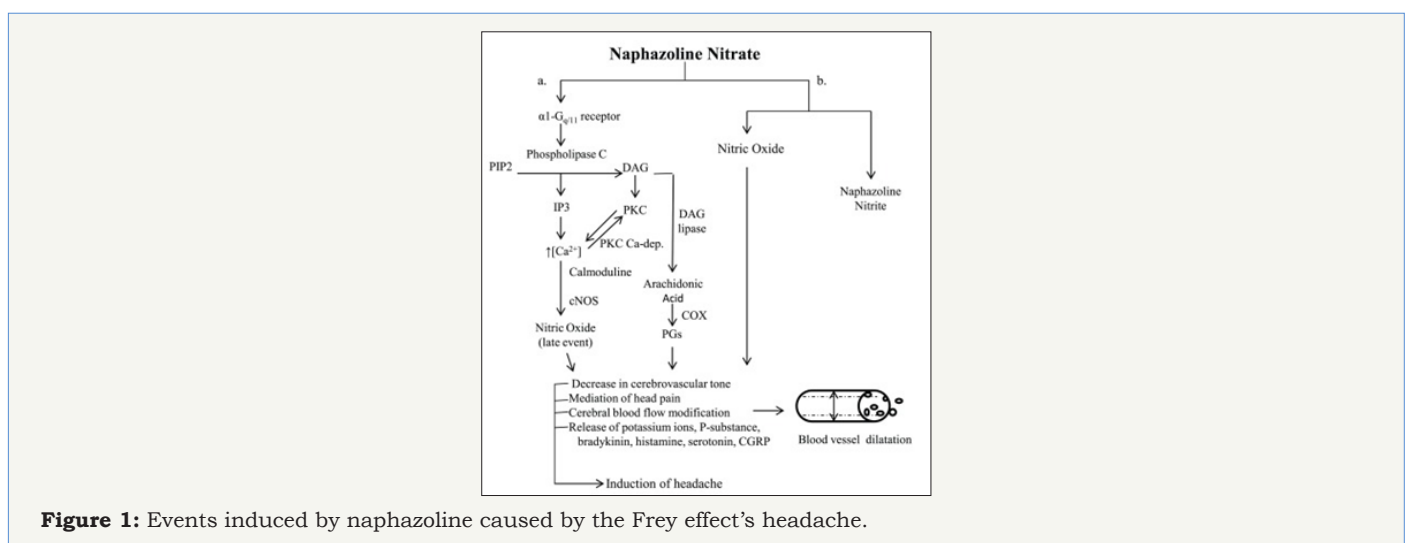 Naphazoline Nitrate
a.
b.
α1-Gq/11 receptor
Phospholipase C
PIP2
DAG
Nitric Oxide
Naphazoline
Nitrite
IP3
PKC
DAG
lipase
PKC Ca-dep.
↑[Ca²⁺]
Calmoduline
cNOS
Arachidonic
Acid
COX
PGs
Nitric Oxide
(late event)
Decrease in cerebrovascular tone
Mediation of head pain
Cerebral blood flow modification
Release of potassium ions, P-substance,
bradykinin, histamine, serotonin, CGRP
Blood vessel dilatation
Induction of headache
Figure 1: Events induced by naphazoline caused by the Frey effect's headache.